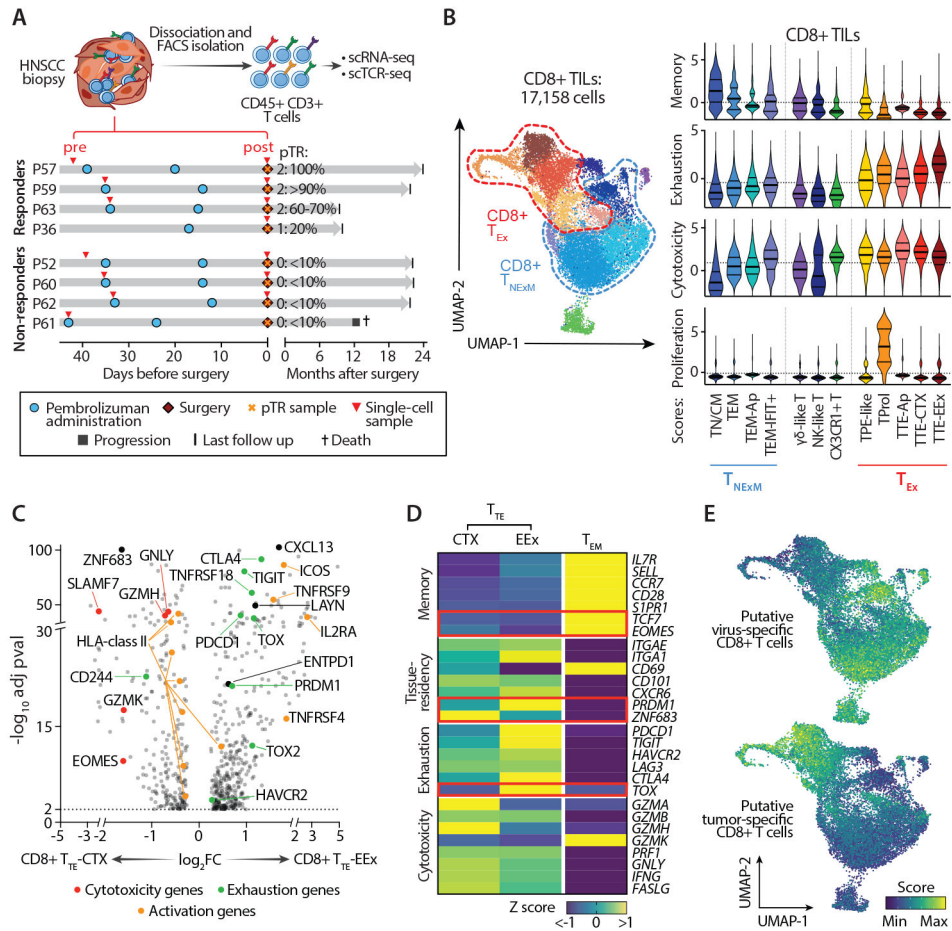 A
Dissociation and
FACS isolation
HNSCC
biopsy
• scRNA-seq
• scTCR-seq
CD45+ CD3+
T cells
pre
post
pTR:
Responders
P57
2:100%
P59
2:>90%
P63
2:60-70%
P36
1:20%
Non-responders
P52
0:<10%
P60
0:<10%
P62
0:<10%
P61
0:<10%
†
40
20
0
0
12
24
Days before surgery
Months after surgery
Pembrolizuman
administration
Surgery
pTR sample
Single-cell
sample
Progression
Last follow up
† Death
B
CD8+ TILs:
17,158 cells
CD8+
TEx
CD8+
TNExM
UMAP-2
UMAP-1
CD8+ TILs
Memory
0
Exhaustion
0
Cytotoxicity
0
Proliferation
5
0
Scores:
TN/CM
TEM
TEM-Ap
TEM-IFIT+
γδ-like T
NK-like T
CX3CR1+ T
TPE-like
TProl
TTE-Ap
TTE-CTX
TTE-EEx
TNExM
TEx
C
-log10 adj pval
100
50
30
15
2
0
ZNF683
GNLY
SLAMF7
GZMH
HLA-class II
CD244
GZMK
EOMES
CTLA4
TNFRSF18
TIGIT
PDCD1
CXCL13
ICOS
TNFRSF9
LAYN
IL2RA
TOX
ENTPD1
PRDM1
TNFRSF4
TOX2
HAVCR2
-5
-3
-2
-1
0
1
2
3
5
CD8+ TTE-CTX
log2FC
CD8+ TTE-EEx
Cytotoxicity genes
Exhaustion genes
Activation genes
D
TTE
CTX
EEx
TEM
Memory
IL7R
SELL
CCR7
CD28
S1PR1
TCF7
EOMES
Tissue-
residency
ITGAE
ITGA1
CD69
CD101
CXCR6
PRDM1
ZNF683
Exhaustion
PDCD1
TIGIT
HAVCR2
LAG3
CTLA4
TOX
Cytotoxicity
GZMA
GZMB
GZMH
GZMK
PRF1
GNLY
IFNG
FASLG
Z score
<-1
0
>1
E
Putative
virus-specific
CD8+ T cells
Putative
tumor-specific
CD8+ T cells
UMAP-2
UMAP-1
Score
Min
Max